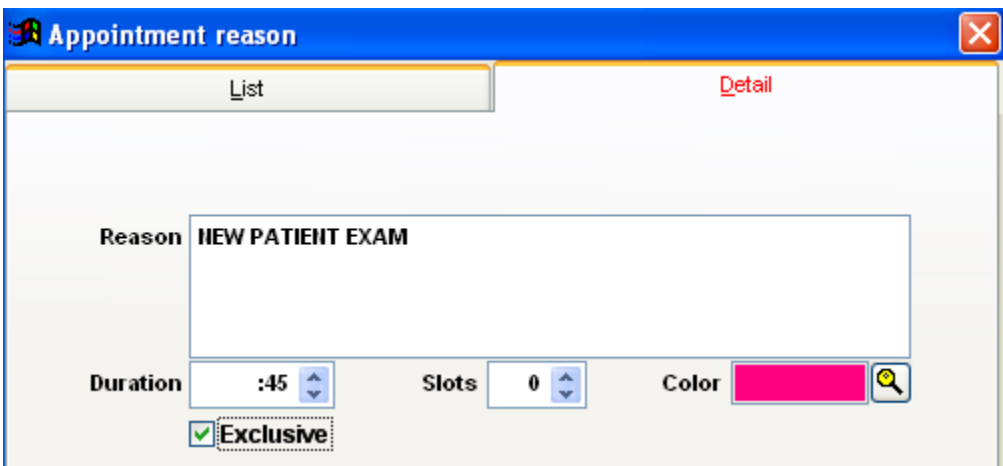 Appointment reason
List Detail
Reason NEW PATIENT EXAM
Duration :45 Slots 0 Color
Exclusive